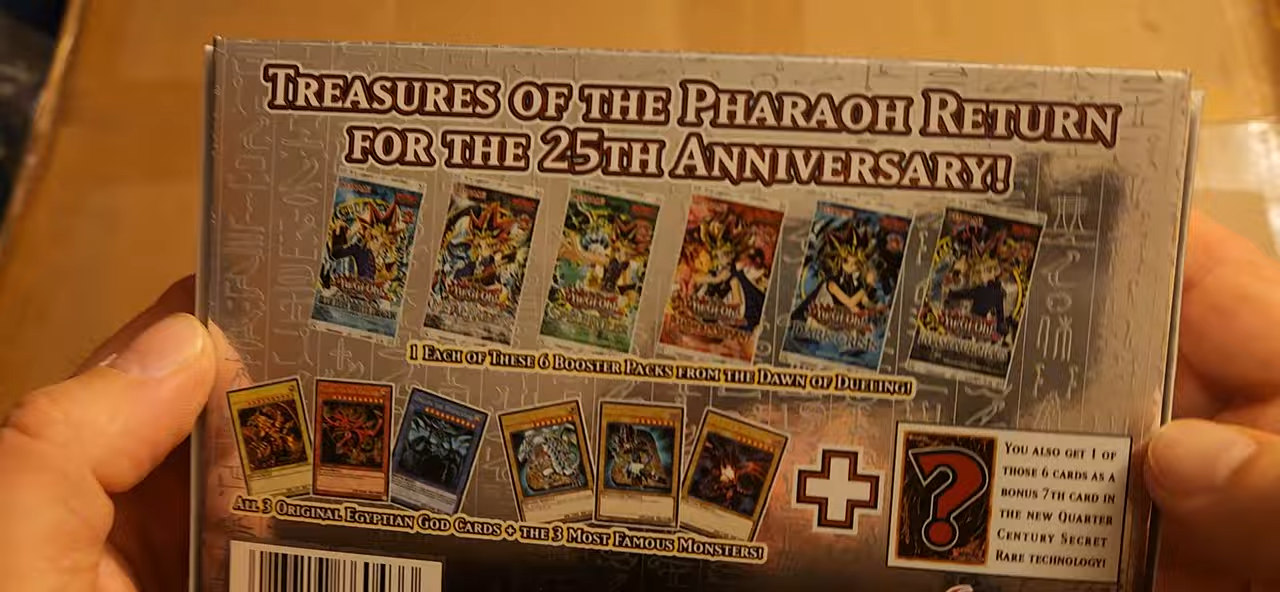 TREASURES OF THE PHARAOH RETURN
FOR THE 25TH ANNIVERSARY!
1 EACH OF THESE 6 BOOSTER PACKS FROM THE DAWN OF DUELING!
ALL 3 ORIGINAL EGYPTIAN GOD CARDS + THE 3 MOST FAMOUS MONSTERS!
YOU ALSO GET 1 OF
THOSE 6 CARDS AS A
BONUS 7TH CARD IN
THE NEW QUARTER
CENTURY SECRET
RARE TECHNOLOGY!